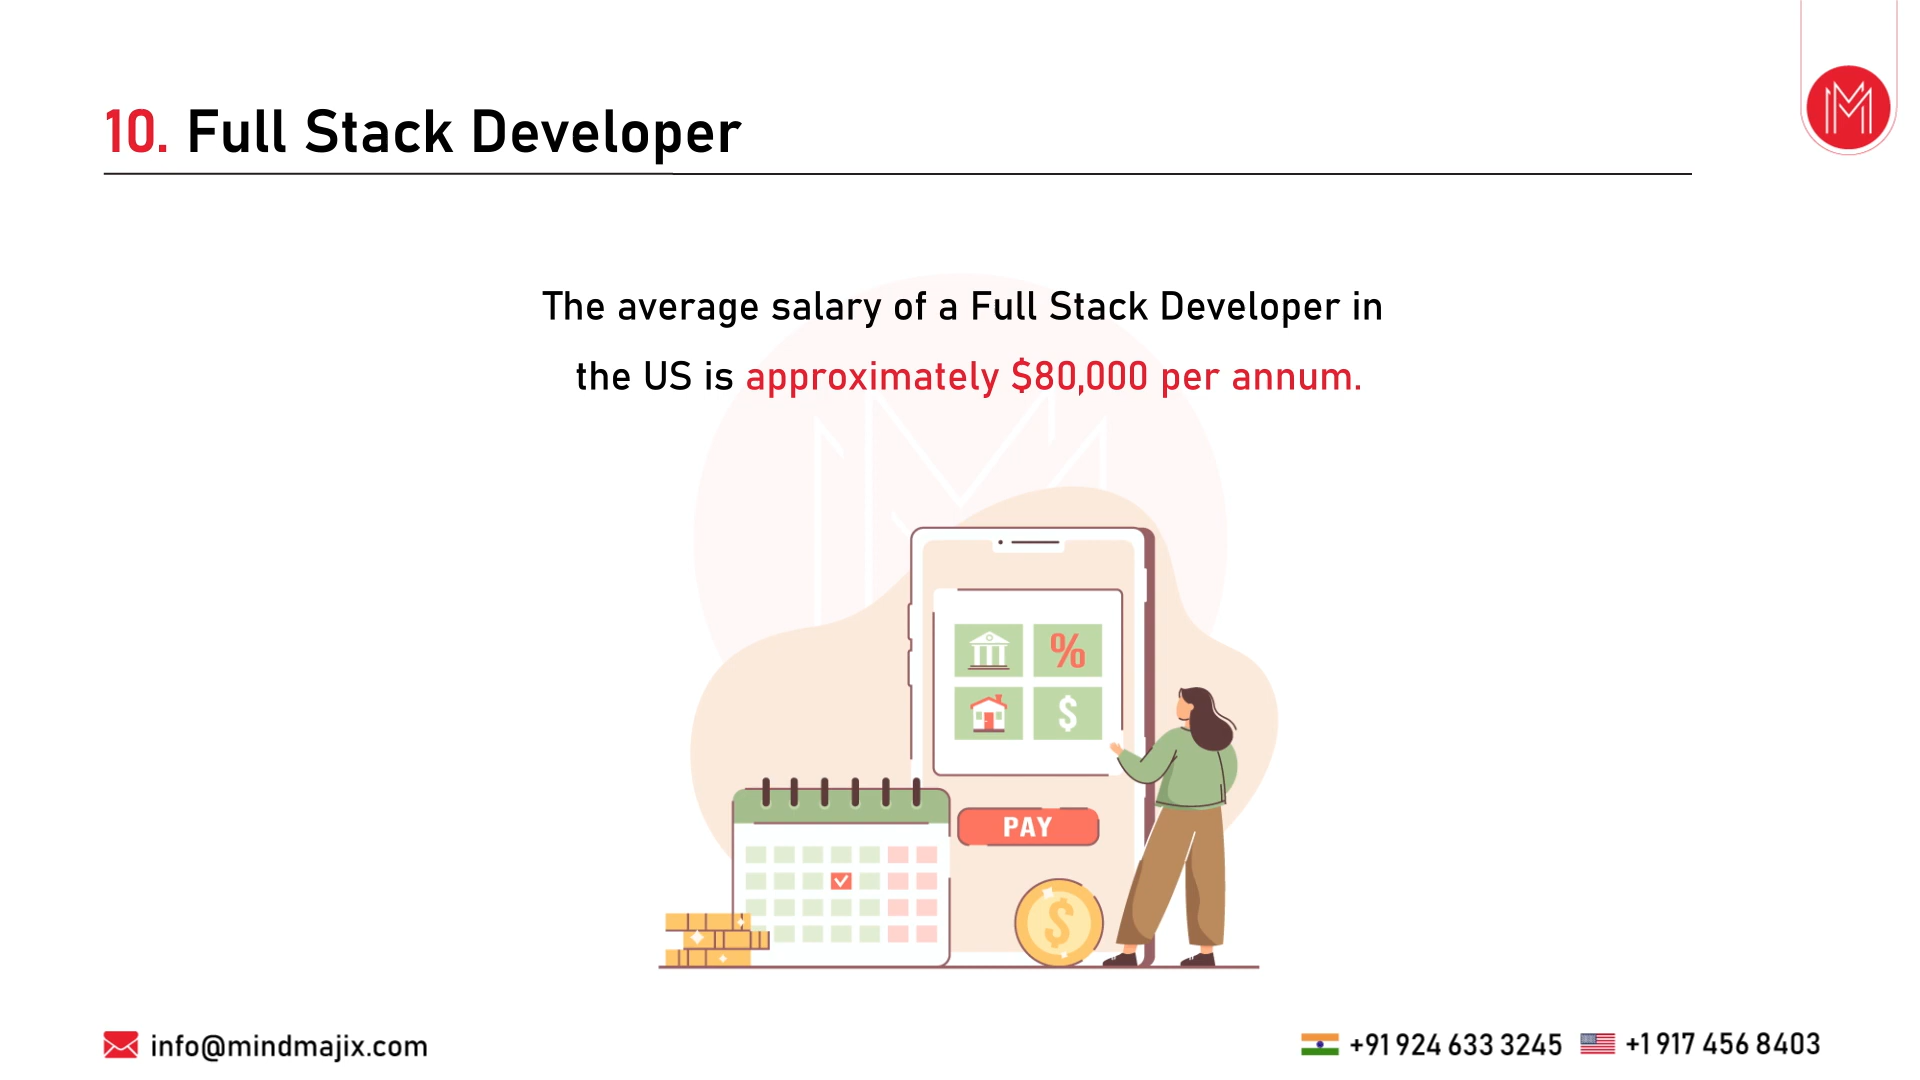 10. Full Stack Developer
The average salary of a Full Stack Developer in
the US is approximately $80,000 per annum.
%
$
PAY
$
info@mindmajix.com
+91 924 633 3245
+1 917 456 8403